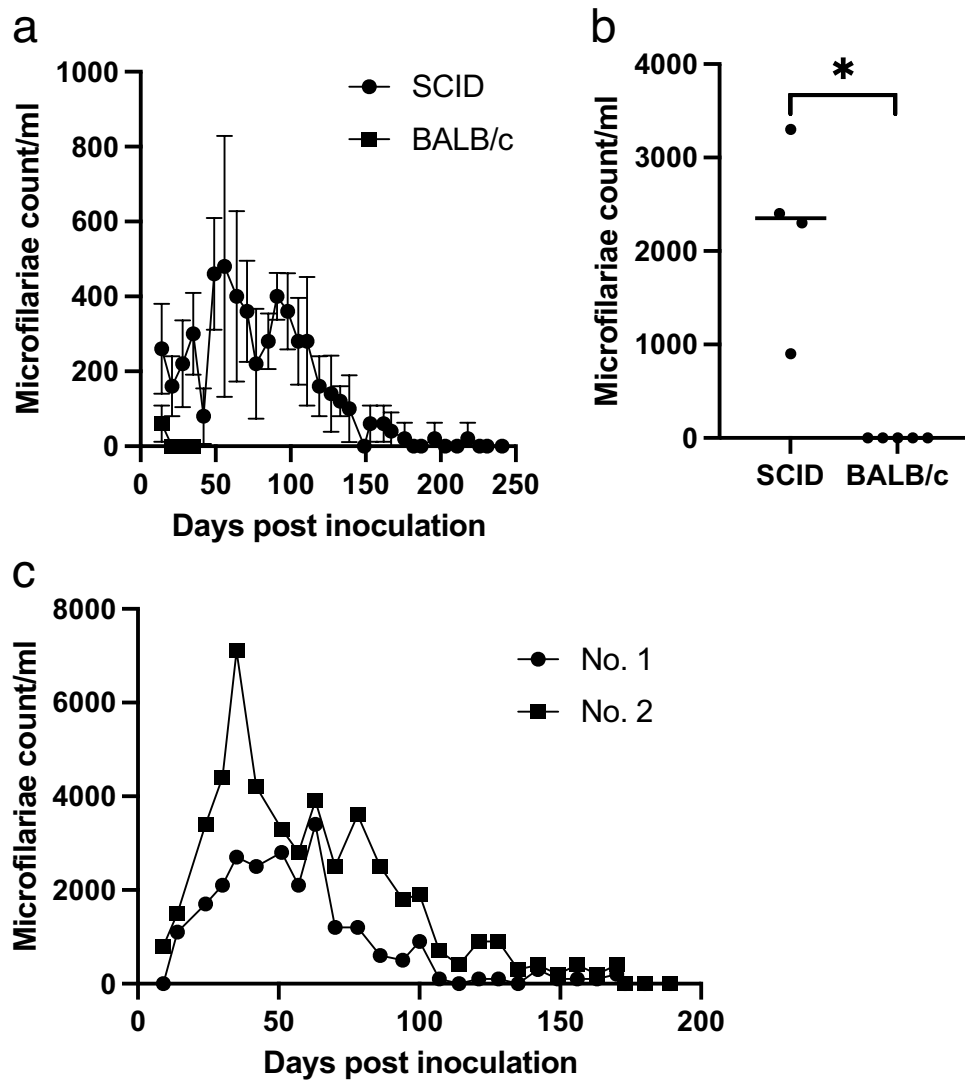 a
1000
800
600
400
200
0
Microfilariae count/ml
SCID
BALB/c
0 50 100 150 200 250
Days post inoculation
b
4000
3000
2000
1000
0
Microfilariae count/ml
*
SCID BALB/c
c
8000
6000
4000
2000
0
Microfilariae count/ml
No. 1
No. 2
0 50 100 150 200
Days post inoculation